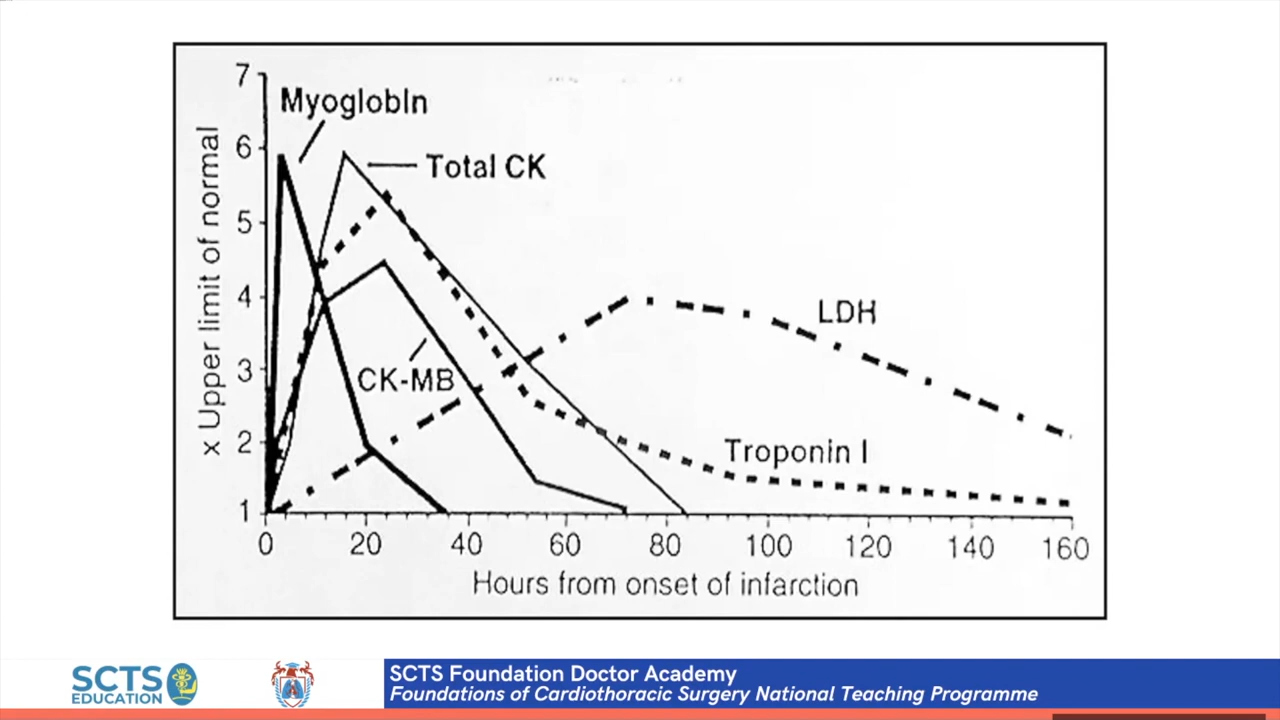 7
Myoglobin
6
Total CK
5
4
LDH
3
CK-MB
2
Troponin I
1
x Upper limit of normal
0 20 40 60 80 100 120 140 160
Hours from onset of infarction
SCTS
EDUCATION
SCTS Foundation Doctor Academy
Foundations of Cardiothoracic Surgery National Teaching Programme